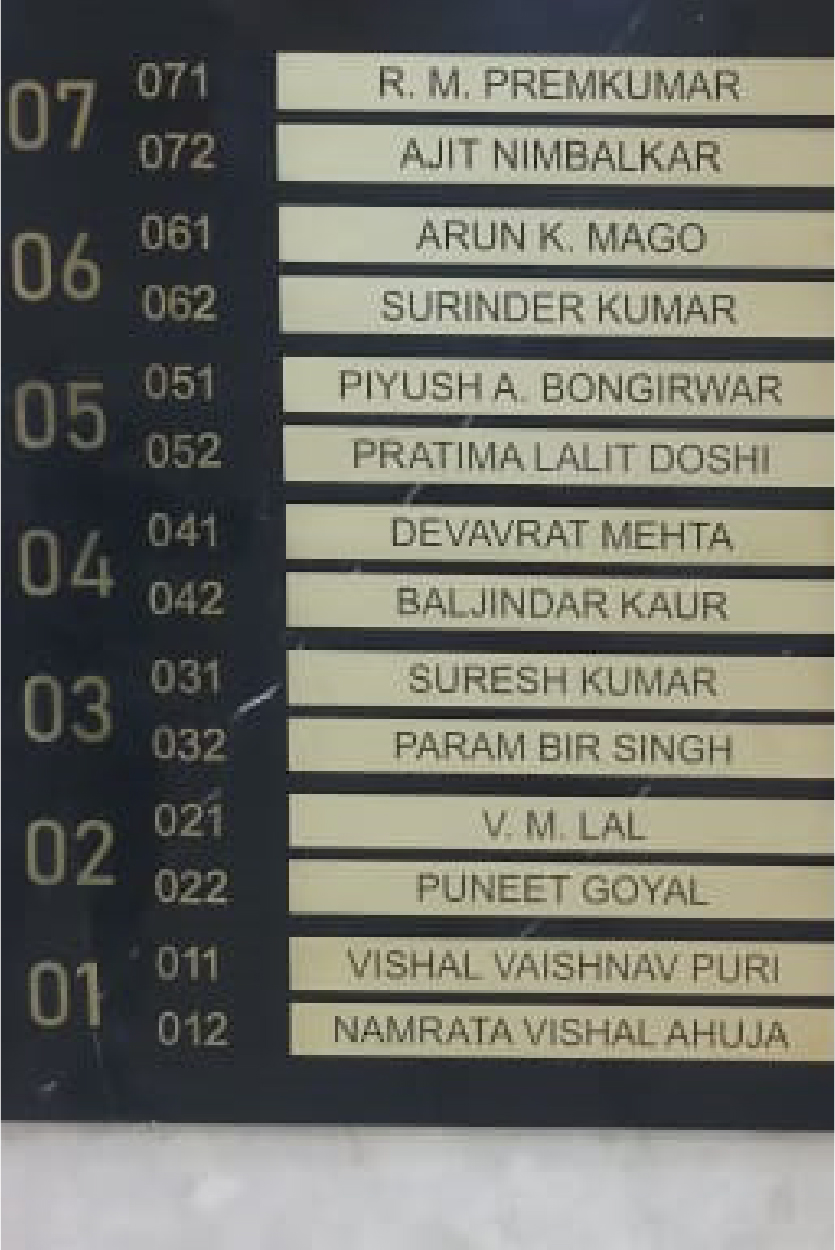 07 071 R. M. PREMKUMAR
072 AJIT NIMBALKAR
06 061 ARUN K. MAGO
062 SURINDER KUMAR
05 051 PIYUSH A. BONGIRWAR
052 PRATIMA LALIT DOSHI
04 041 DEVAVRAT MEHTA
042 BALJINDAR KAUR
03 031 SURESH KUMAR
032 PARAM BIR SINGH
02 021 V. M. LAL
022 PUNEET GOYAL
01 011 VISHAL VAISHNAV PURI
012 NAMRATA VISHAL AHUJA